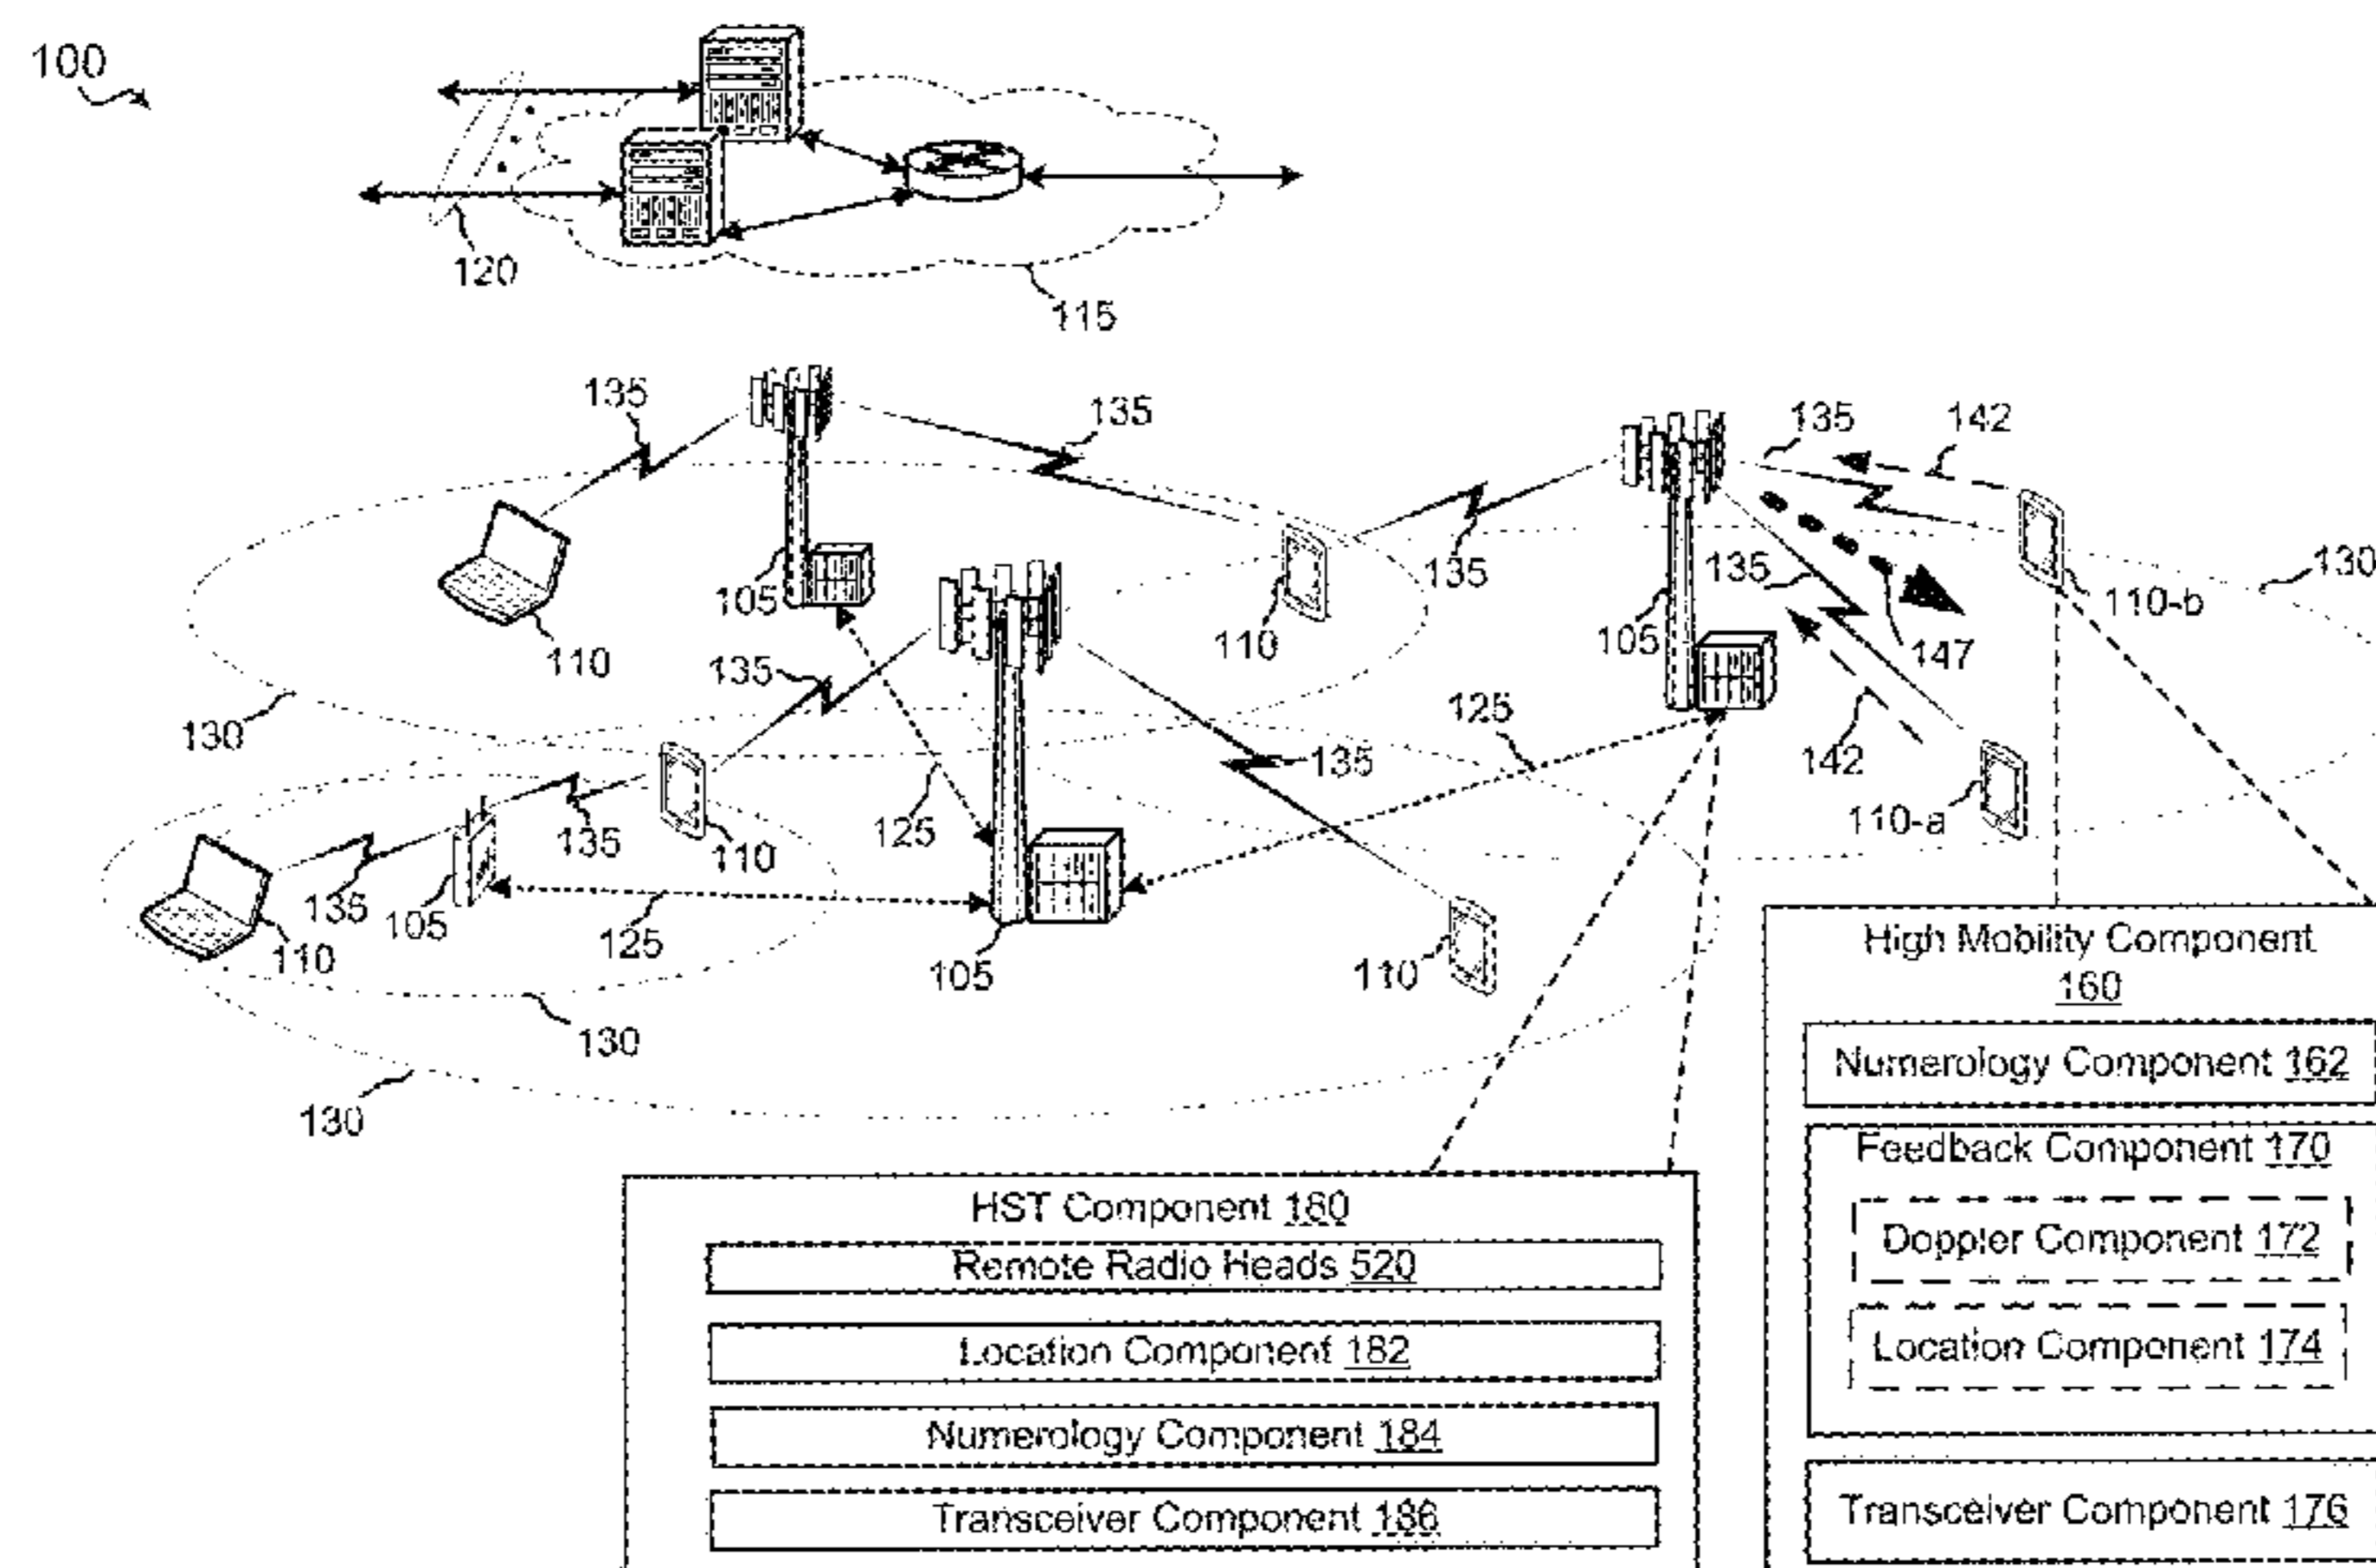 100
120
115
135
135
135
142
130
105
110
135
135
110-b
110
110
135
105
147
130
125
142
135
110-a
125
135
110
135
105
110
125
105
110
130
130
High Mobility Component
160
Numerology Component 162
Feedback Component 170
Doppler Component 172
Location Component 174
Transceiver Component 176
HST Component 180
Remote Radio Heads 520
Location Component 182
Numerology Component 184
Transceiver Component 186